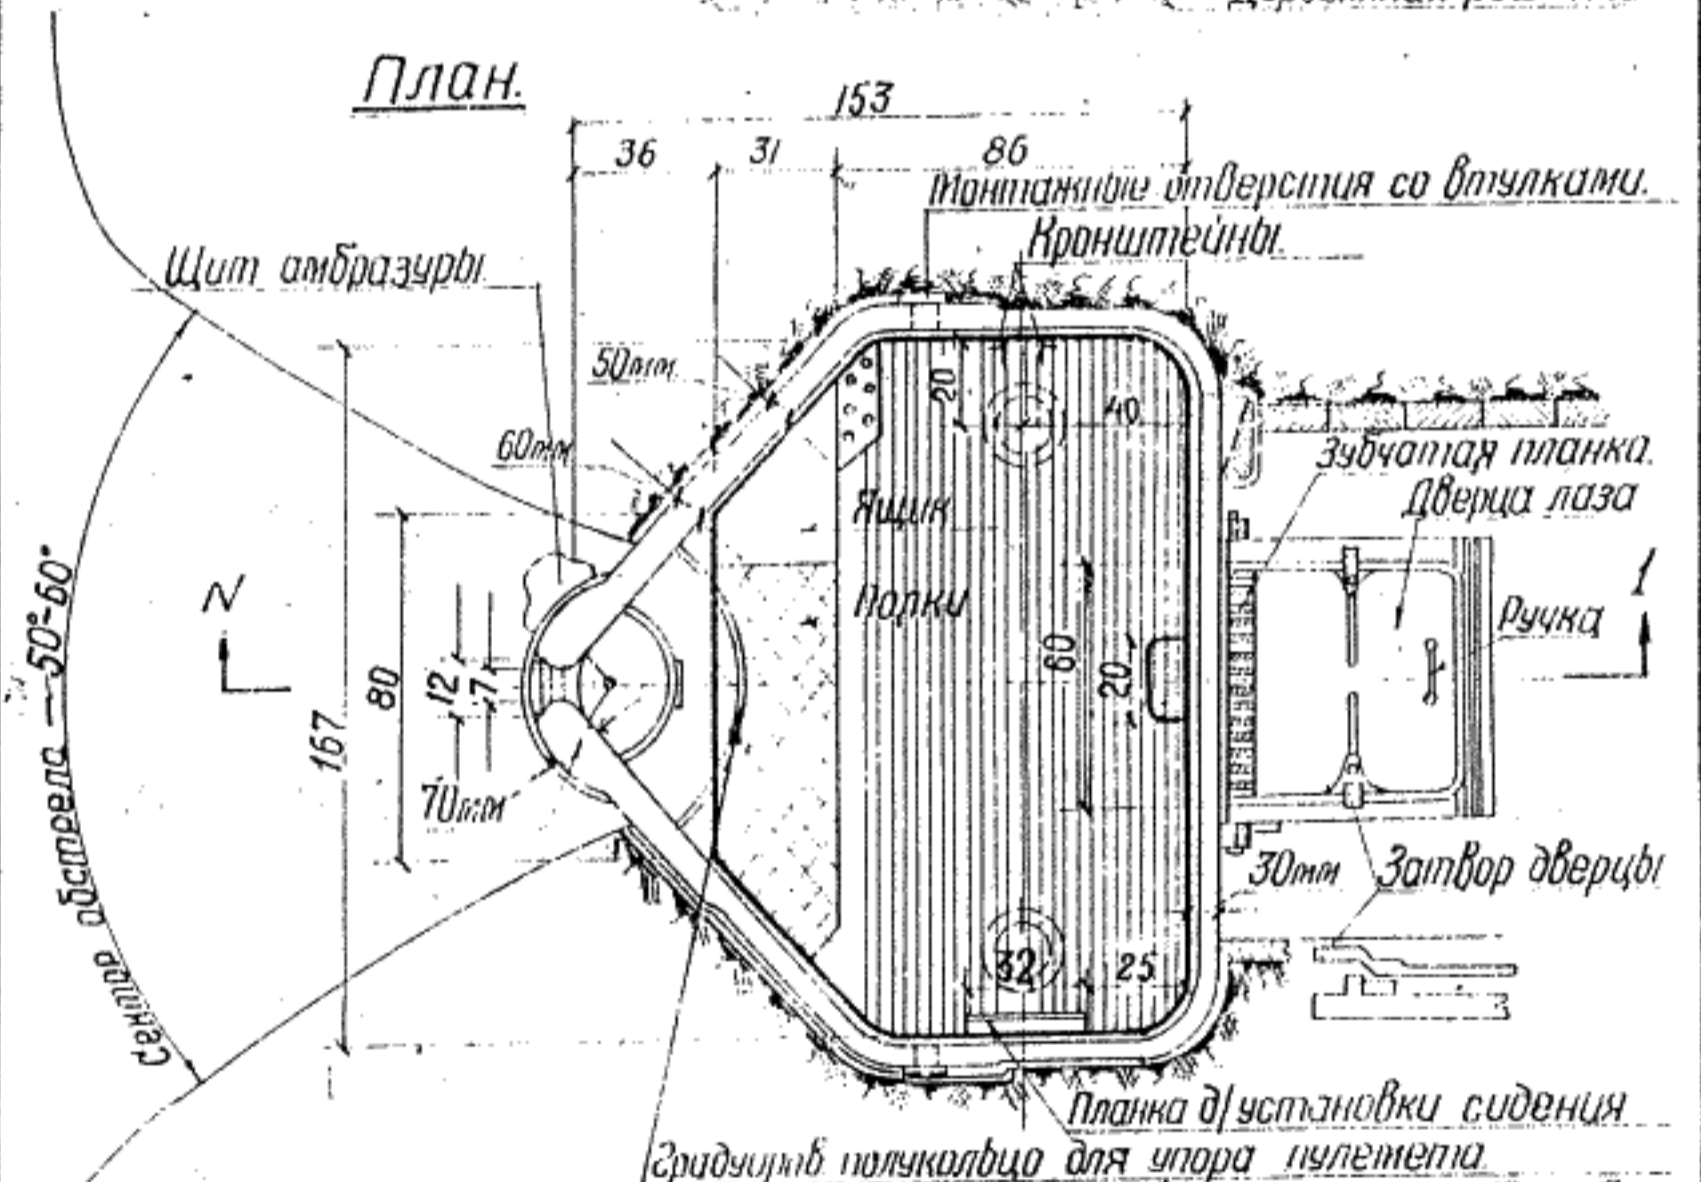 План.
153
36
31
86
Монтажные отверстия со втулками.
Кронштейны.
Щит амбразуры
50мм
60мм
20
40
Зубчатая планка.
Дверца лаза
Ящик
Полки
Ручка
1
60
20
80
12
7
167
70мм
Сектор обстрела —50°-60°
30мм
Затвор дверцы
32
25
Планка д/установки сидения
полукольцо для упора пулемета